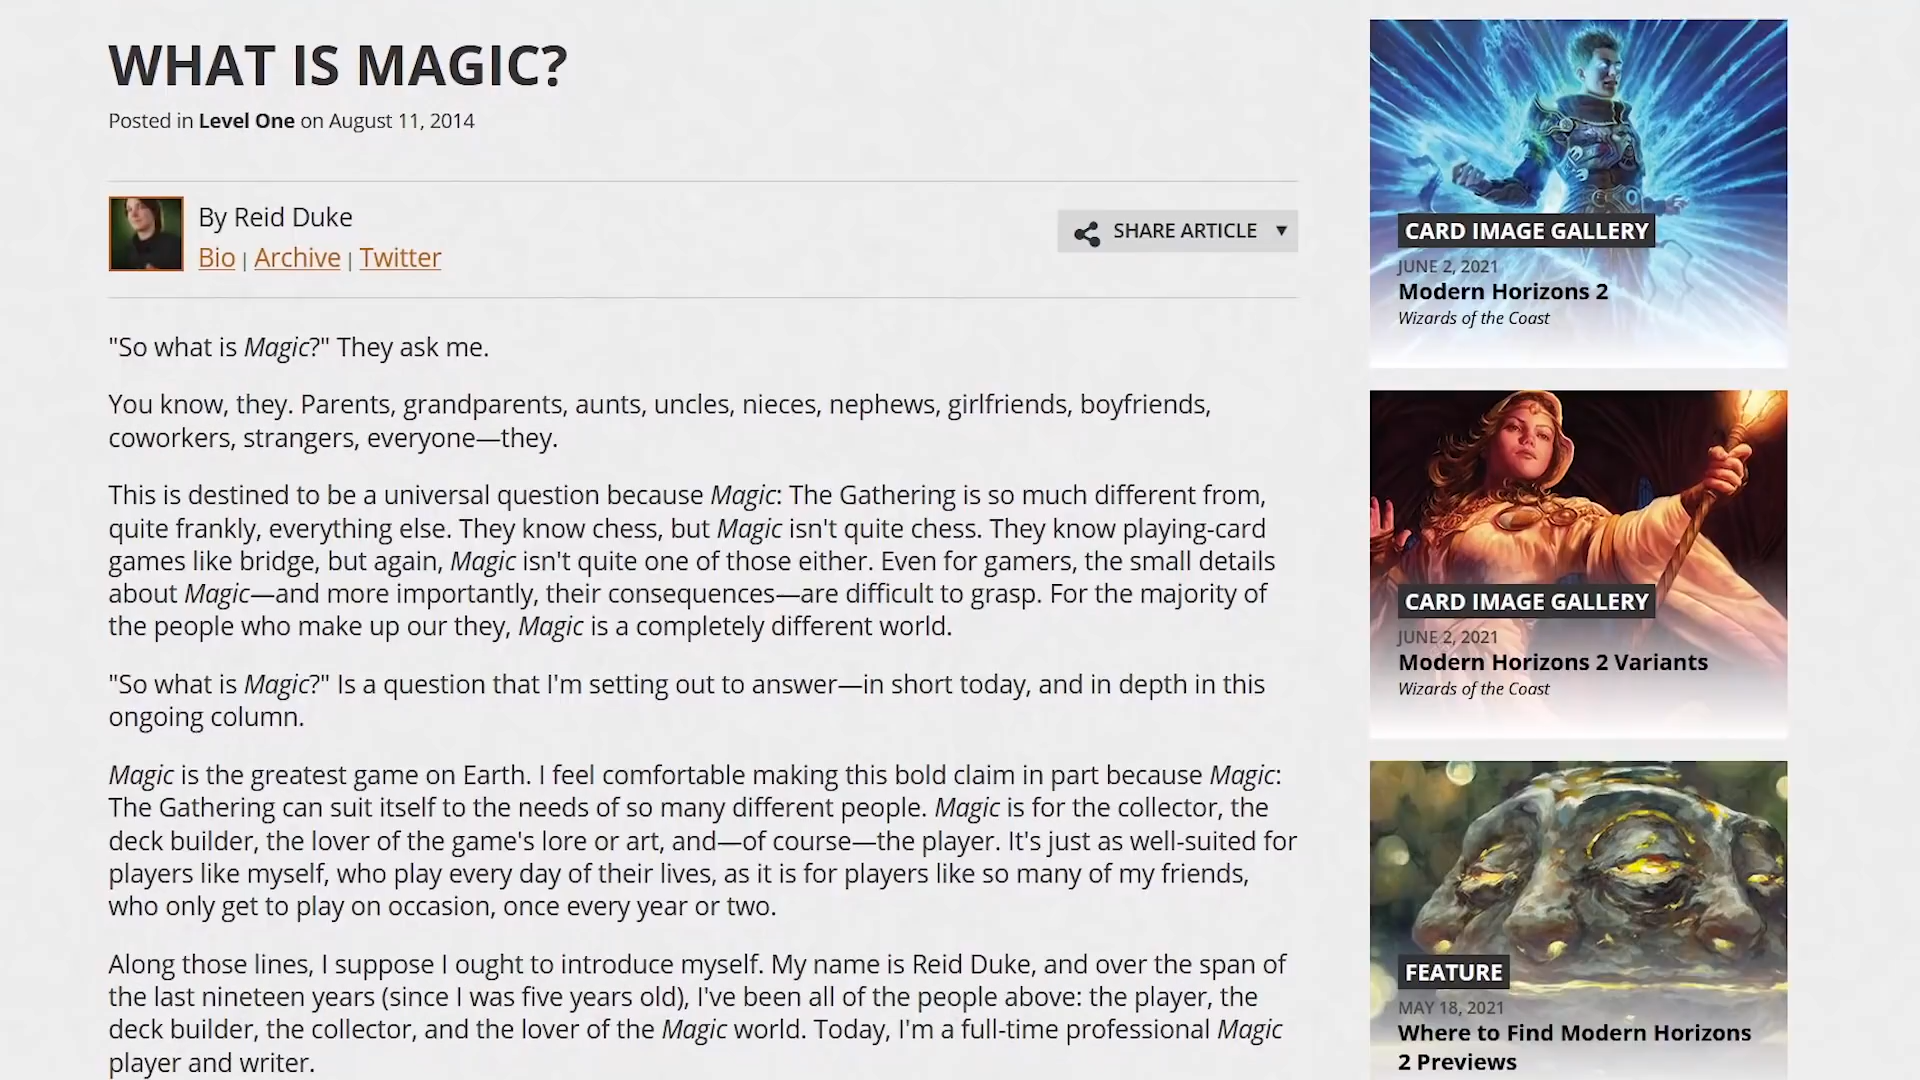 WHAT IS MAGIC?
Posted in Level One on August 11, 2014
By Reid Duke
Bio | Archive | Twitter
SHARE ARTICLE ▼
"So what is Magic?" They ask me.
You know, they. Parents, grandparents, aunts, uncles, nieces, nephews, girlfriends, boyfriends,
coworkers, strangers, everyone—they.
This is destined to be a universal question because Magic: The Gathering is so much different from,
quite frankly, everything else. They know chess, but Magic isn't quite chess. They know playing-card
games like bridge, but again, Magic isn't quite one of those either. Even for gamers, the small details
about Magic—and more importantly, their consequences—are difficult to grasp. For the majority of
the people who make up our they, Magic is a completely different world.
"So what is Magic?" Is a question that I'm setting out to answer—in short today, and in depth in this
ongoing column.
Magic is the greatest game on Earth. I feel comfortable making this bold claim in part because Magic:
The Gathering can suit itself to the needs of so many different people. Magic is for the collector, the
deck builder, the lover of the game's lore or art, and—of course—the player. It's just as well-suited for
players like myself, who play every day of their lives, as it is for players like so many of my friends,
who only get to play on occasion, once every year or two.
Along those lines, I suppose I ought to introduce myself. My name is Reid Duke, and over the span of
the last nineteen years (since I was five years old), I've been all of the people above: the player, the
deck builder, the collector, and the lover of the Magic world. Today, I'm a full-time professional Magic
player and writer.
CARD IMAGE GALLERY
JUNE 2, 2021
Modern Horizons 2
Wizards of the Coast
CARD IMAGE GALLERY
JUNE 2, 2021
Modern Horizons 2 Variants
Wizards of the Coast
FEATURE
MAY 18, 2021
Where to Find Modern Horizons
2 Previews